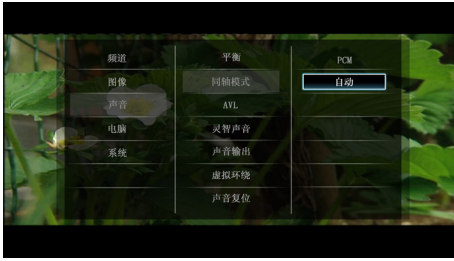 频道
图像
声音
电脑
系统
平衡
同轴模式
AVL
灵智声音
声音输出
虚拟环绕
声音复位
PCM
自动